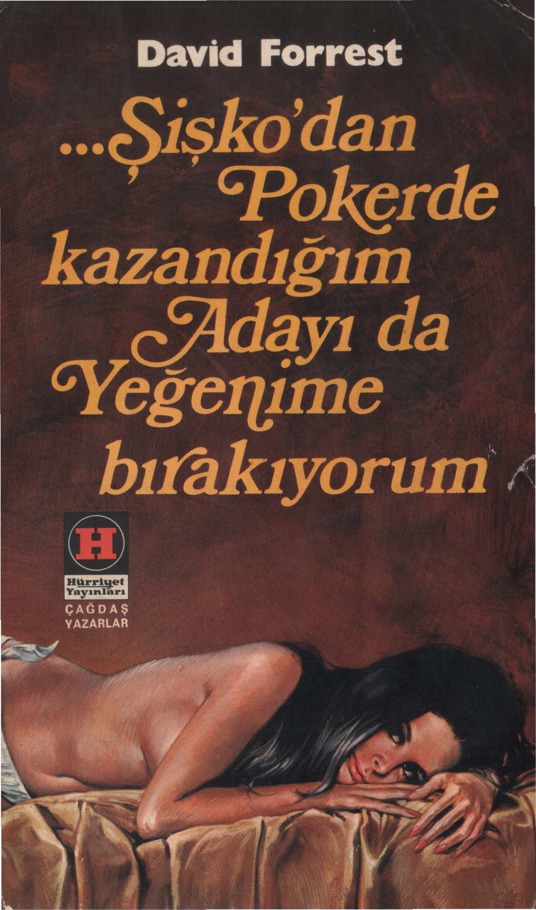 David Forrest
...Şişko'dan
Pokerde
kazandığım
Adayı da
Yeğenime
bırakıyorum
H
Hürriyet
Yayınları
ÇAĞDAŞ
YAZARLAR